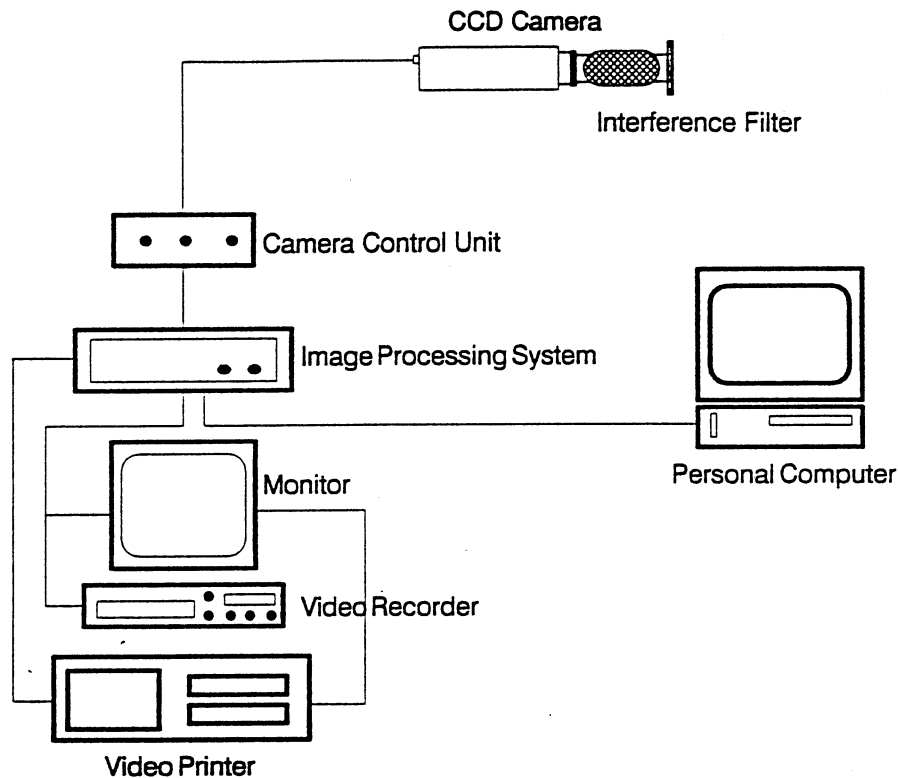 CCD Camera
Interference Filter
Camera Control Unit
Image Processing System
Personal Computer
Monitor
Video Recorder
Video Printer